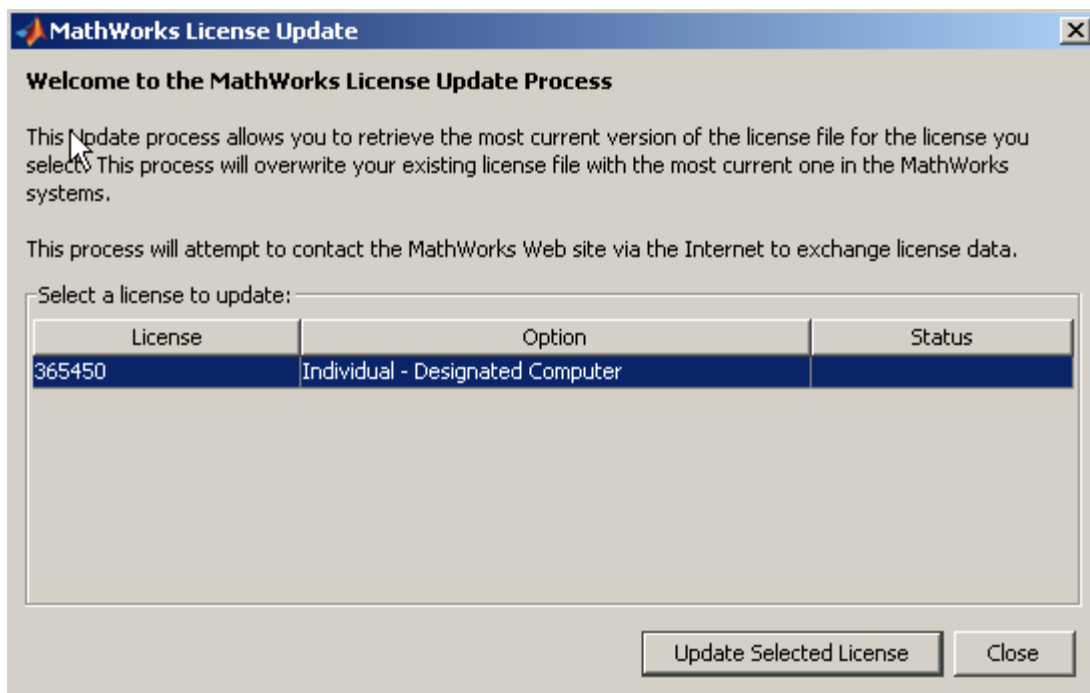 MathWorks License Update
Welcome to the MathWorks License Update Process
This Update process allows you to retrieve the most current version of the license file for the license you
select. This process will overwrite your existing license file with the most current one in the MathWorks
systems.
This process will attempt to contact the MathWorks Web site via the Internet to exchange license data.
Select a license to update:
License Option Status
365450 Individual - Designated Computer
Update Selected License Close